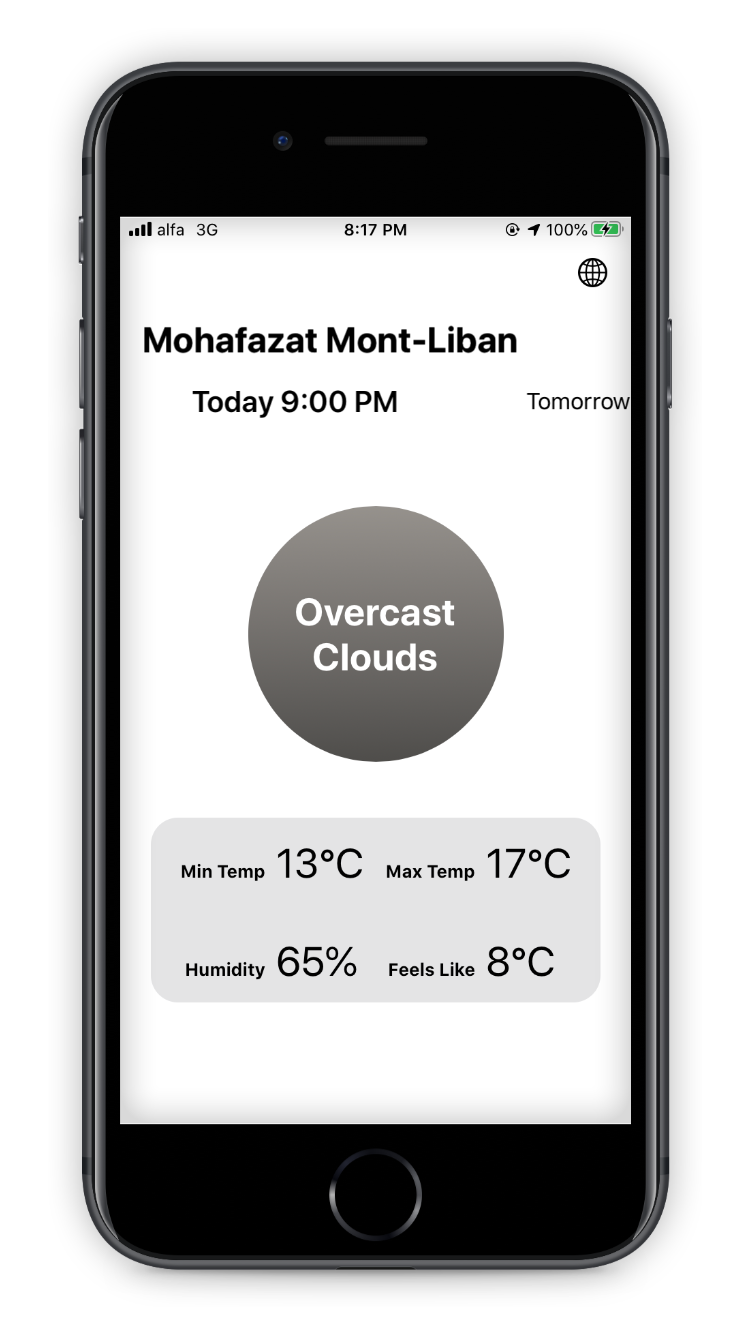 alfa 3G 8:17 PM 100%
Mohafazat Mont-Liban
Today 9:00 PM Tomorrow
Overcast
Clouds
Min Temp 13°C Max Temp 17°C
Humidity 65% Feels Like 8°C